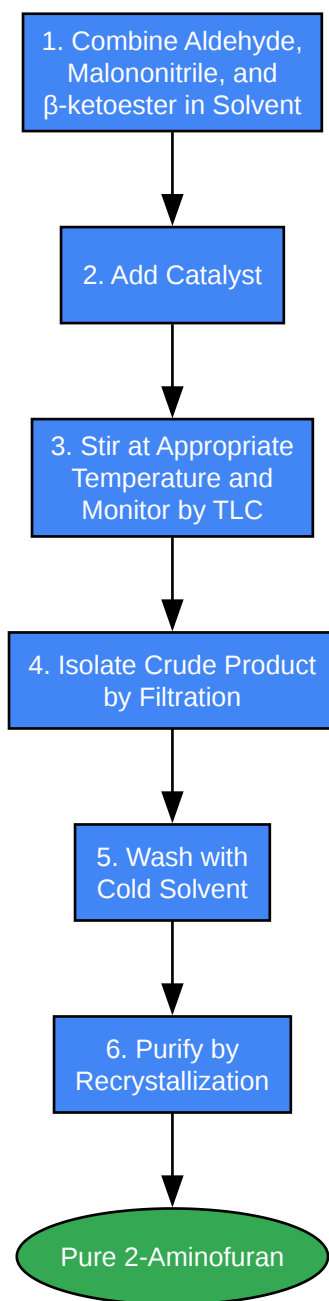 1. Combine Aldehyde,
Malononitrile, and
β-ketoester in Solvent
2. Add Catalyst
3. Stir at Appropriate
Temperature and
Monitor by TLC
4. Isolate Crude Product
by Filtration
5. Wash with
Cold Solvent
6. Purify by
Recrystallization
Pure 2-Aminofuran